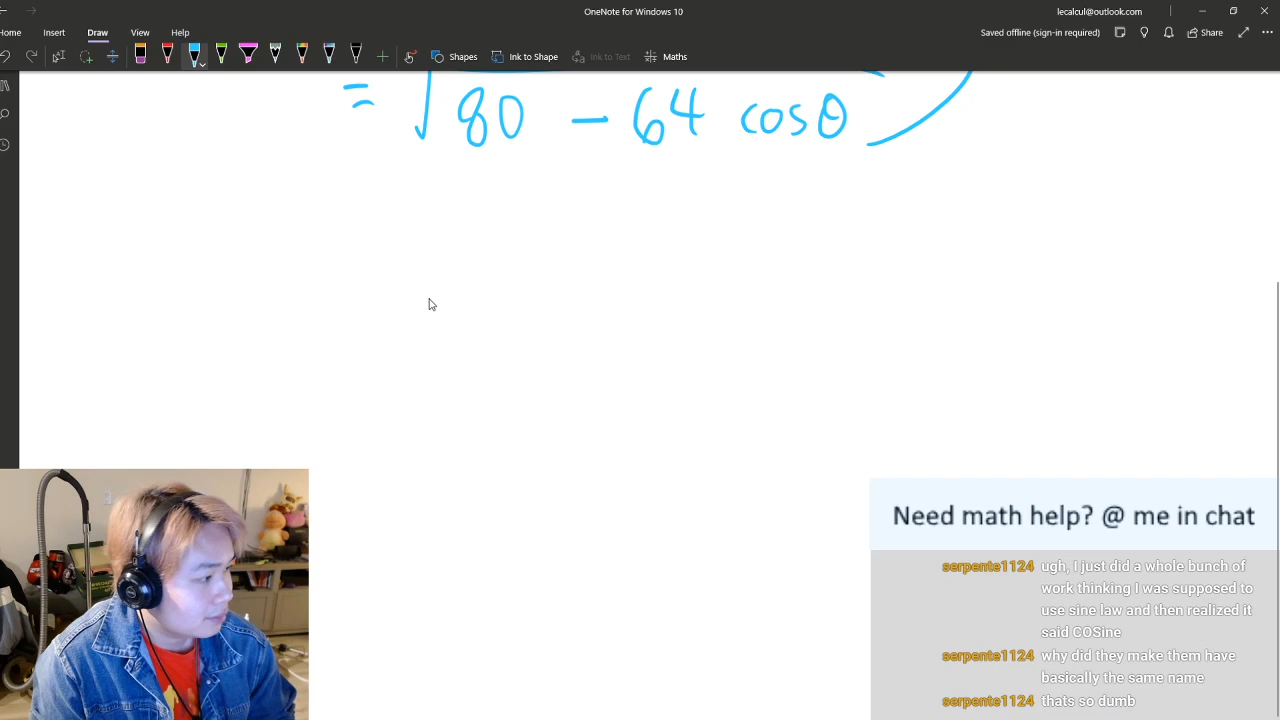 OneNote for Windows 10
lecalcul@outlook.com
Home Insert Draw View Help
Saved offline (sign-in required)
Share
Shapes
Ink to Shape
Ink to Text
Maths
= √80 - 64 cosθ
Need math help? @ me in chat
serpente1124 ugh, I just did a whole bunch of
work thinking I was supposed to
use sine law and then realized it
said COSine
serpente1124 why did they make them have
basically the same name
serpente1124 thats so dumb